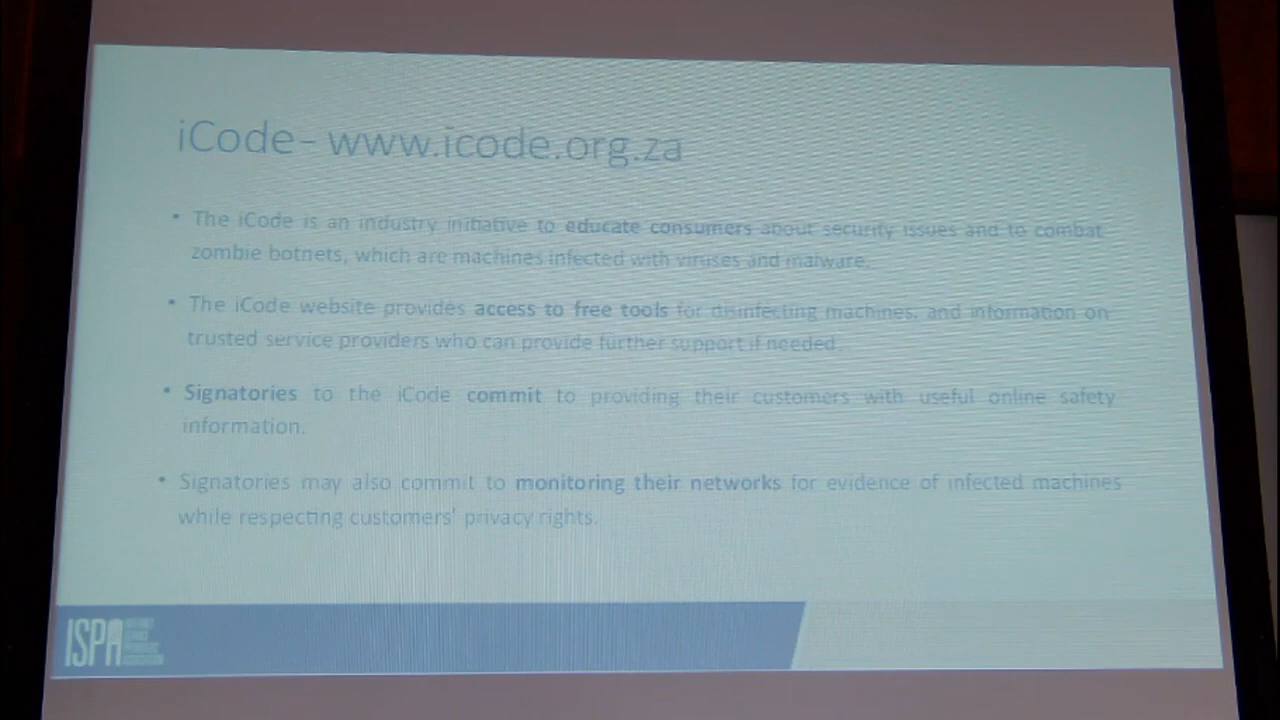 iCode– www.icode.org.za
• The iCode is an industry initiative to educate consumers about security issues and to combat
zombie botnets, which are machines infected with viruses and malware.
• The iCode website provides access to free tools for disinfecting machines, and information on
trusted service providers who can provide further support if needed.
• Signatories to the iCode commit to providing their customers with useful online safety
information.
• Signatories may also commit to monitoring their networks for evidence of infected machines
while respecting customers' privacy rights.
ISPA